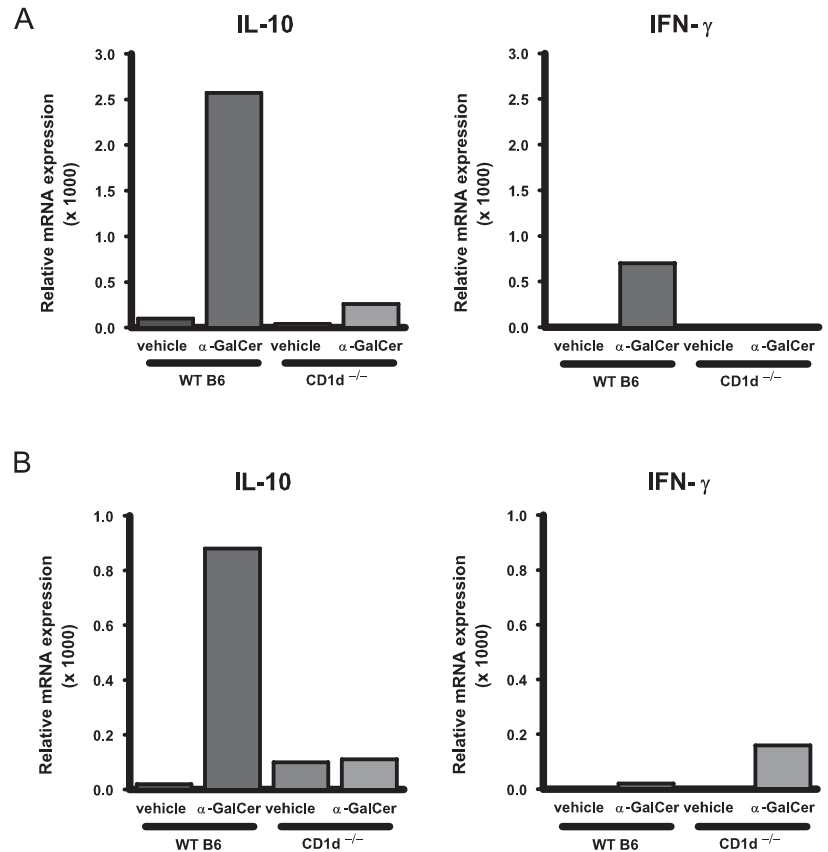 A
IL-10
Relative mRNA expression
(x 1000)
3.0
2.5
2.0
1.5
1.0
0.5
0.0
vehicle α-GalCer vehicle α-GalCer
WT B6 CD1d −/−
IFN-γ
Relative mRNA expression
(x 1000)
3.0
2.5
2.0
1.5
1.0
0.5
0.0
vehicle α-GalCer vehicle α-GalCer
WT B6 CD1d −/−
B
IL-10
Relative mRNA expression
(x 1000)
1.0
0.8
0.6
0.4
0.2
0.0
vehicle α-GalCer vehicle α-GalCer
WT B6 CD1d −/−
IFN-γ
Relative mRNA expression
(x 1000)
1.0
0.8
0.6
0.4
0.2
0.0
vehicle α-GalCer vehicle α-GalCer
WT B6 CD1d −/−